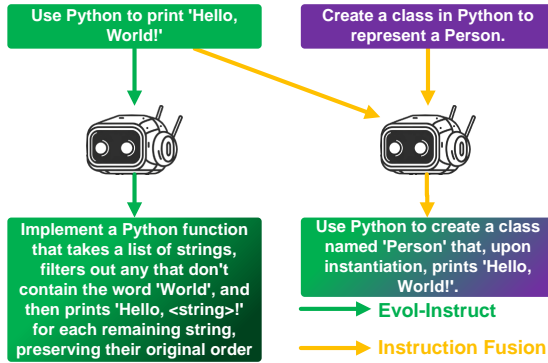 Use Python to print 'Hello,
World!'
Create a class in Python to
represent a Person.
Implement a Python function
that takes a list of strings,
filters out any that don't
contain the word 'World', and
then prints 'Hello, <string>!'
for each remaining string,
preserving their original order
Use Python to create a class
named 'Person' that, upon
instantiation, prints 'Hello,
World!'.
Evol-Instruct
Instruction Fusion